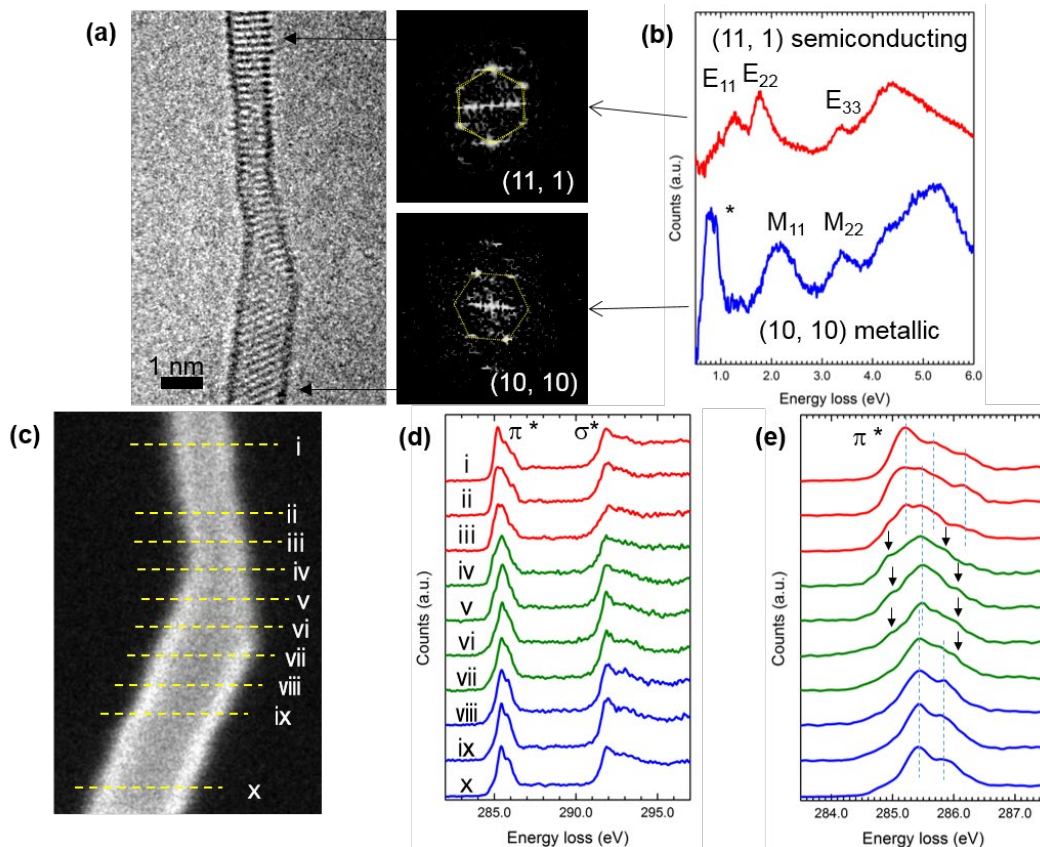 (a)
1 nm
(11, 1)
(10, 10)
(b)
(11, 1) semiconducting
E11
E22
E33
*
M11
M22
(10, 10) metallic
Counts (a.u.)
1.0 2.0 3.0 4.0 5.0 6.0
Energy loss (eV)
(c)
i
ii
iii
iv
v
vi
vii
viii
ix
x
(d)
π* σ*
i
ii
iii
iv
v
vi
vii
viii
ix
x
Counts (a.u.)
285.0 290.0 295.0
Energy loss (eV)
(e)
π*
Counts (a.u.)
284.0 285.0 286.0 287.0
Energy loss (eV)